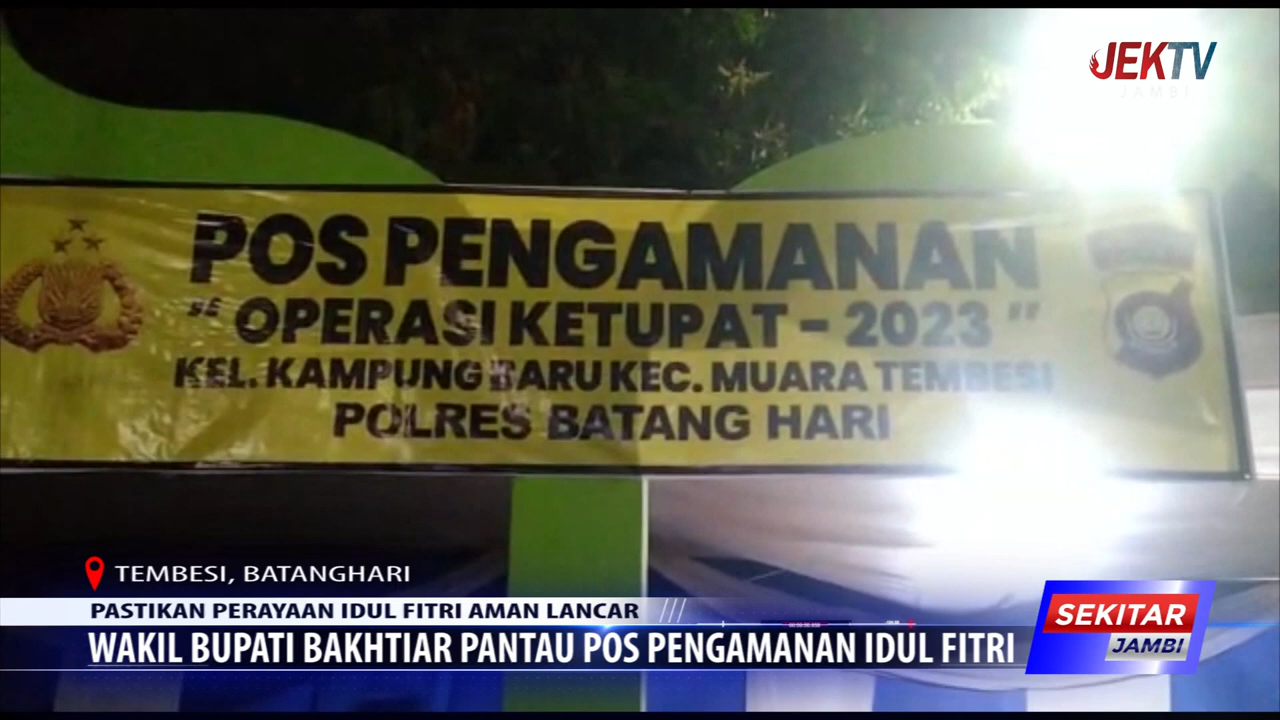 JEKTV
JAMBI
POS PENGAMANAN
" OPERASI KETUPAT - 2023 "
KEL. KAMPUNG BARU KEC. MUARA TEMBESI
POLRES BATANG HARI
TEMBESI, BATANGHARI
PASTIKAN PERAYAAN IDUL FITRI AMAN LANCAR
WAKIL BUPATI BAKHTIAR PANTAU POS PENGAMANAN IDUL FITRI
SEKITAR
JAMBI